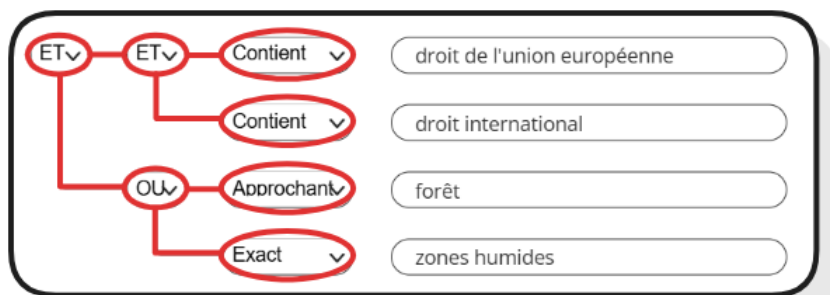 ET ET Contient droit de l'union européenne
Contient droit international
OU Approchant forêt
Exact zones humides